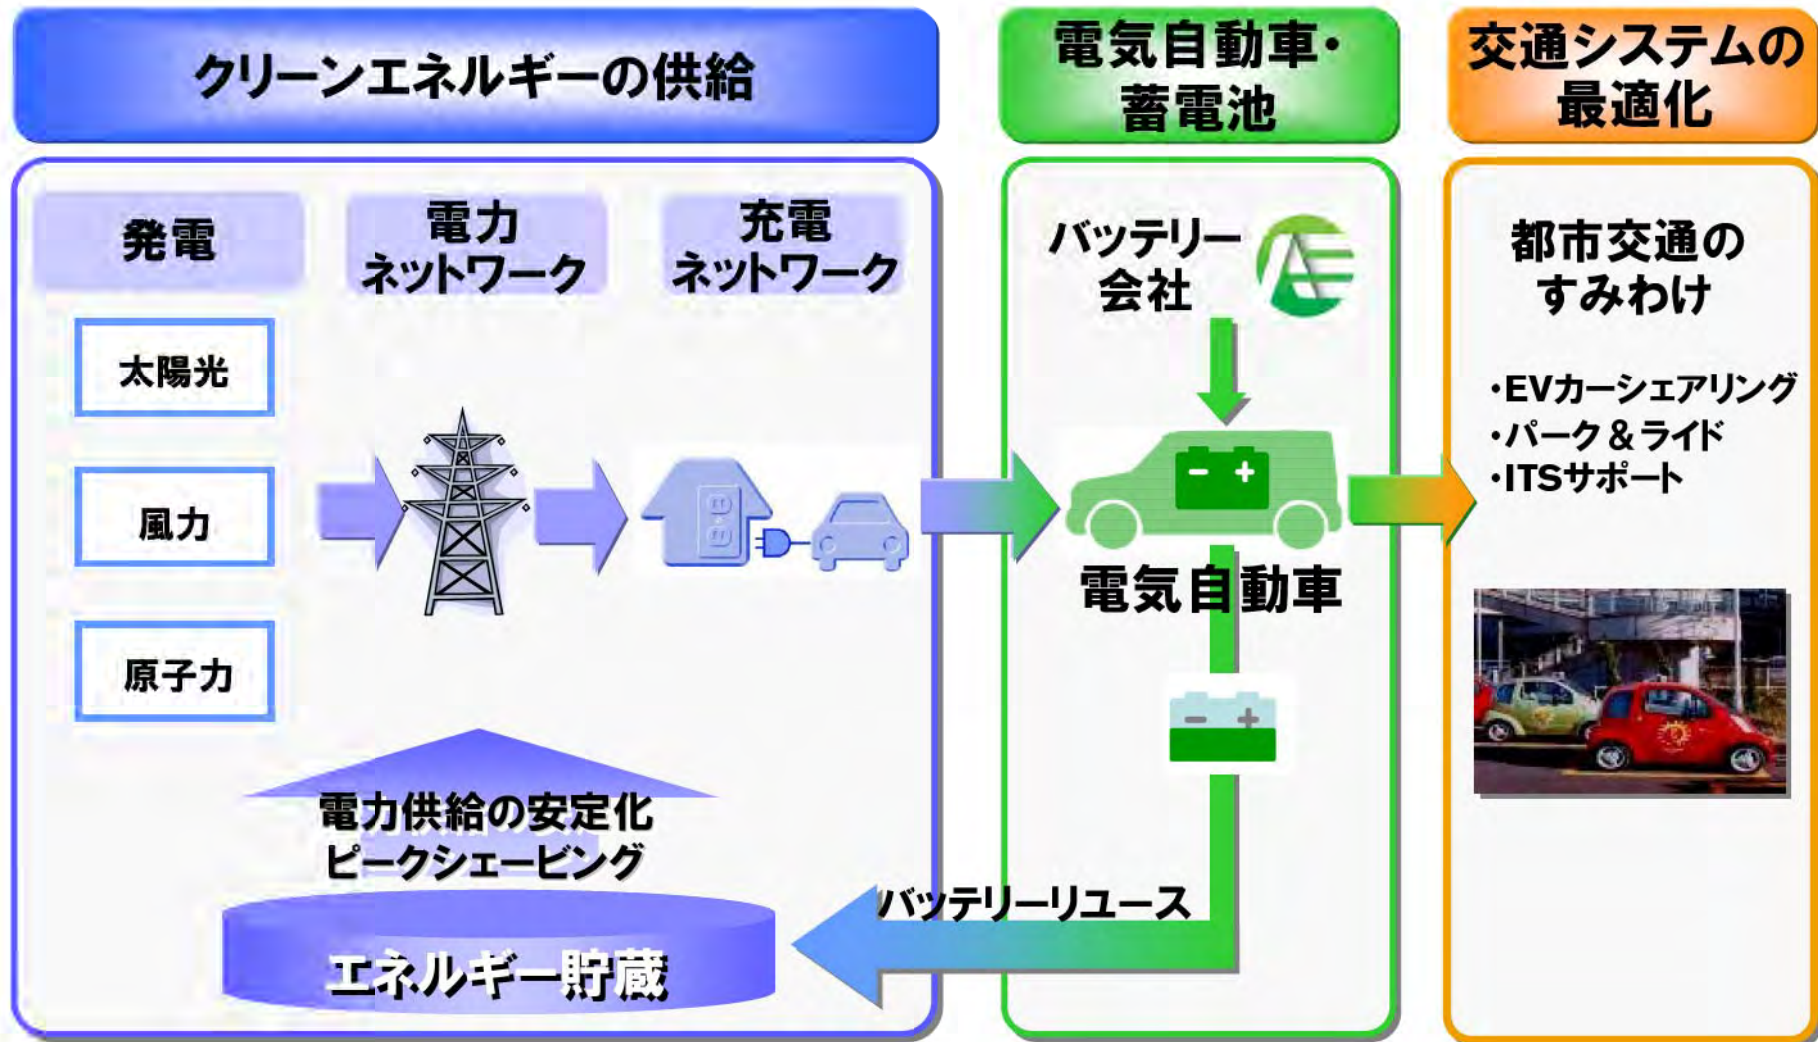 クリーンエネルギーの供給
電気自動車・
蓄電池
交通システムの
最適化
発電
電力
ネットワーク
充電
ネットワーク
太陽光
風力
原子力
電力供給の安定化
ピークシェービング
エネルギー貯蔵
バッテリー
会社
電気自動車
バッテリーリユース
都市交通の
すみわけ
・EVカーシェアリング
・パーク＆ライド
・ITSサポート